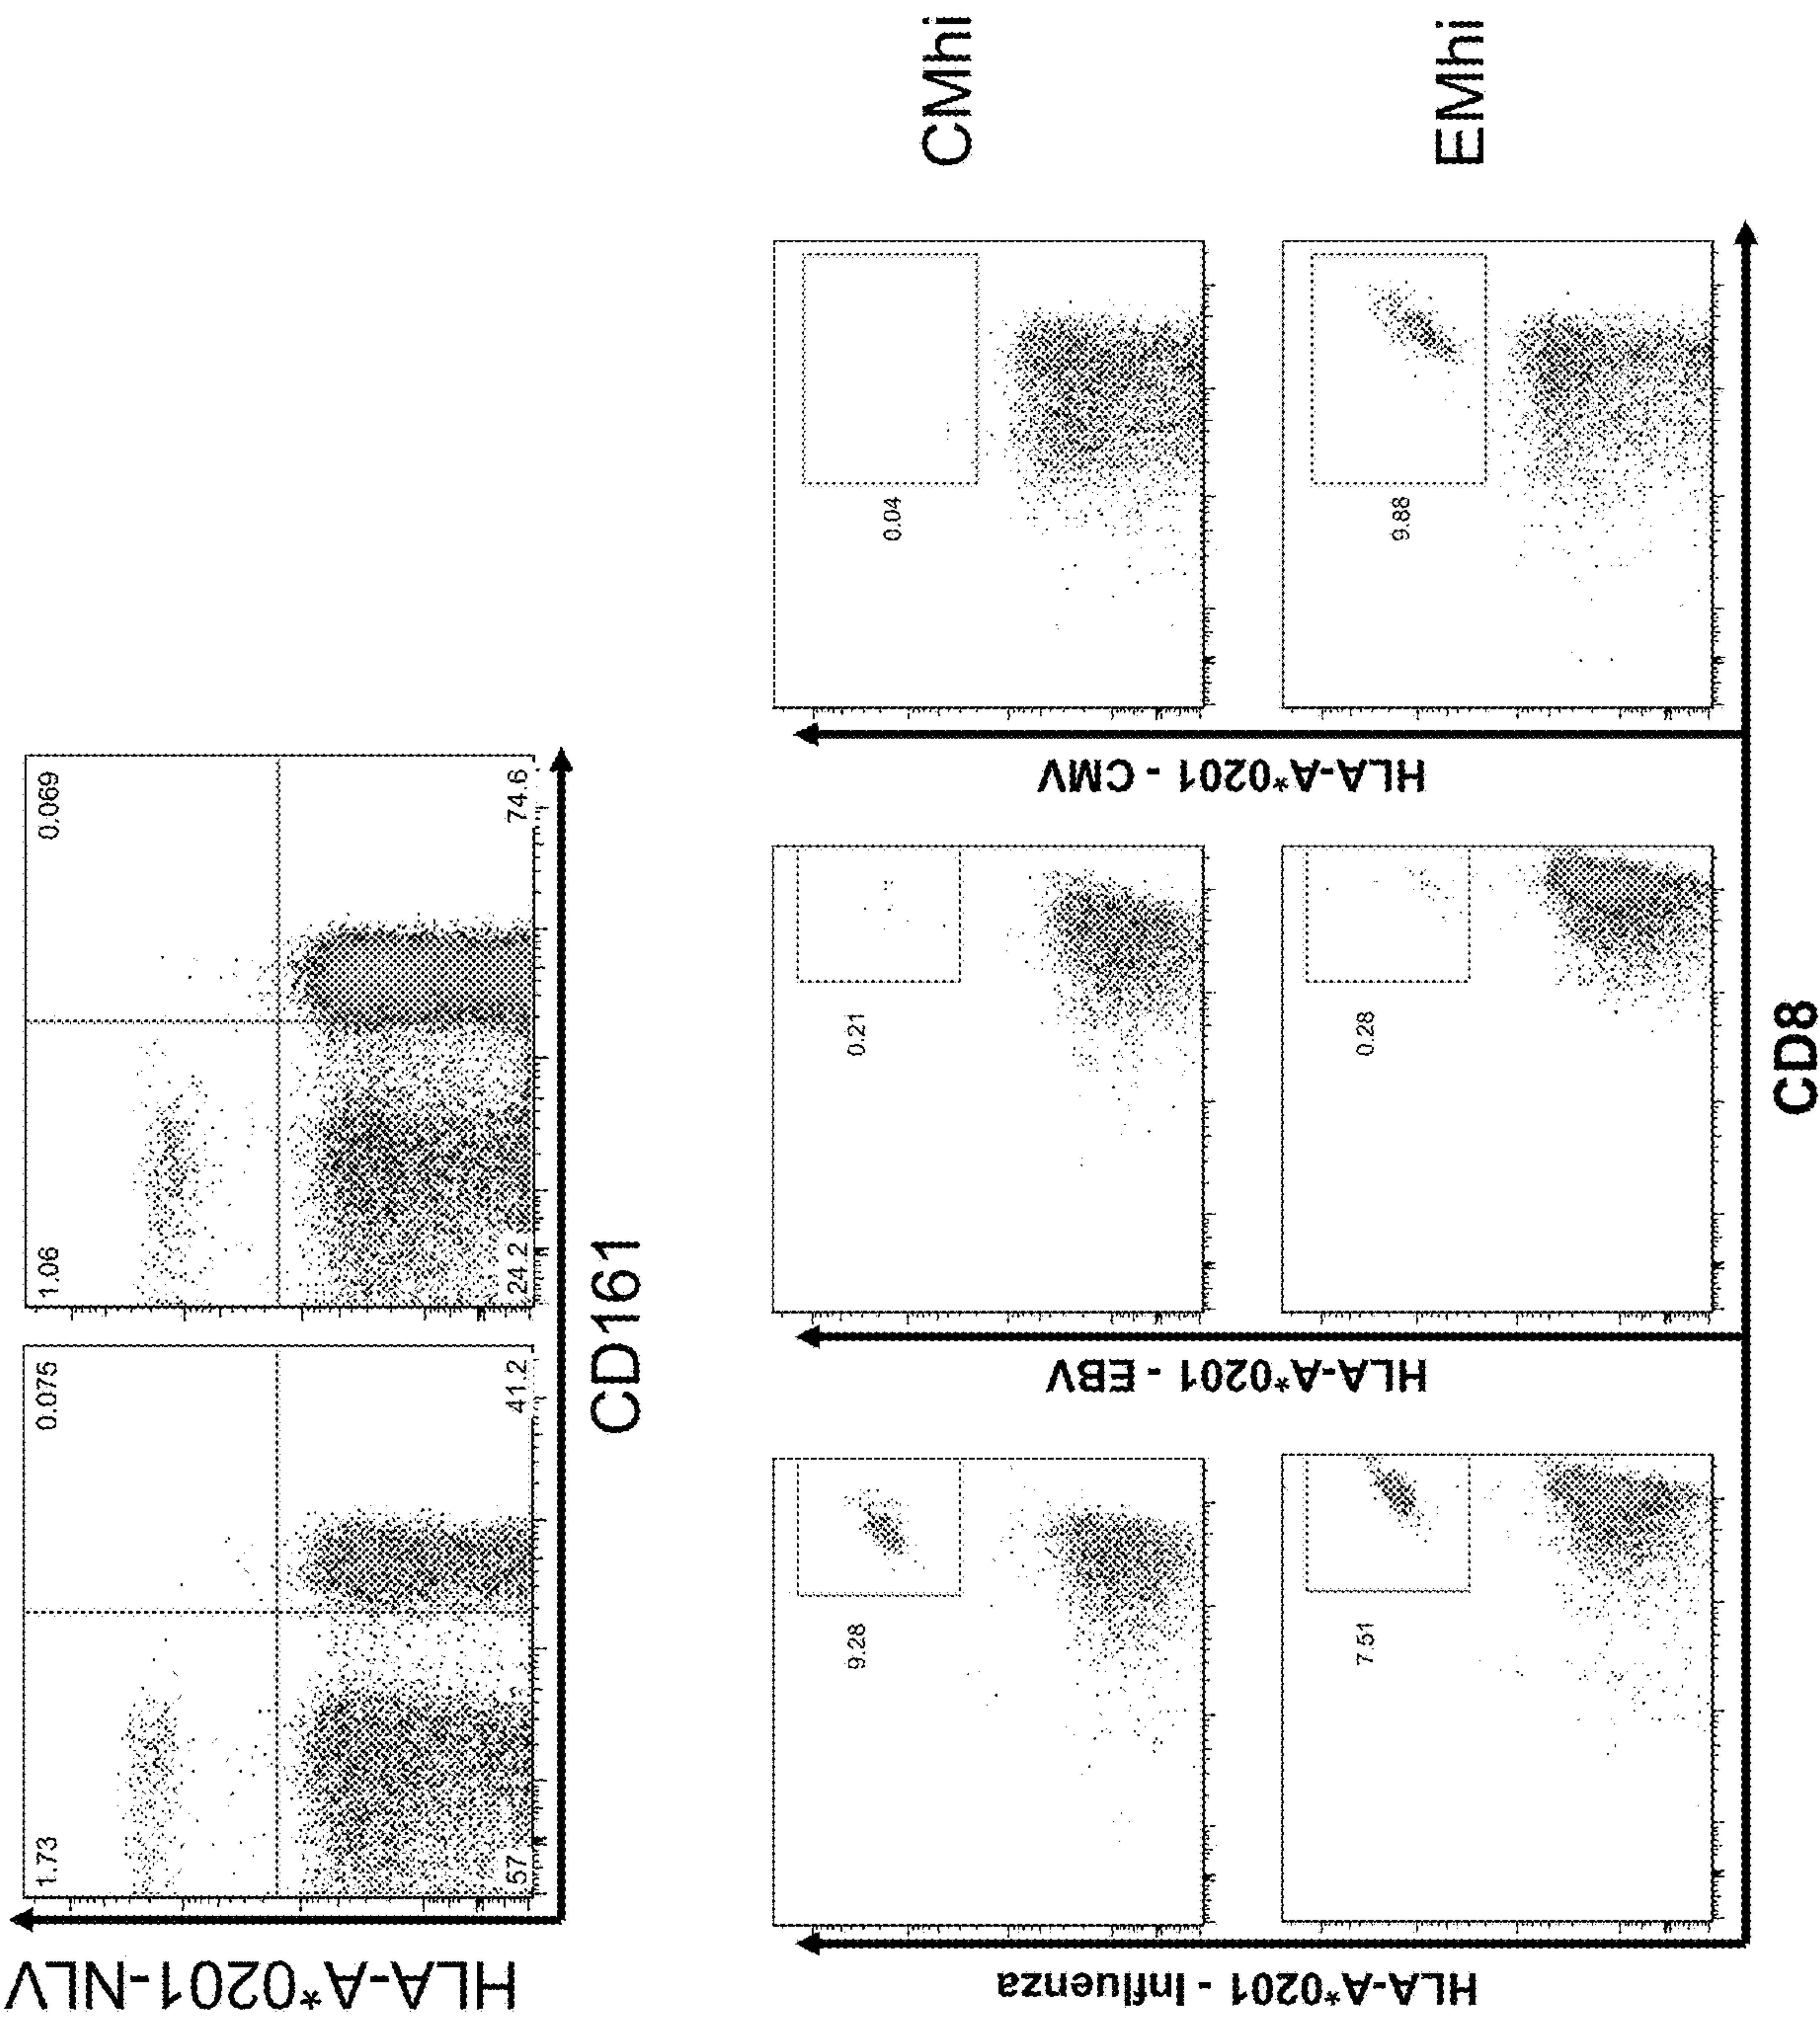 HLA-A*0201-NLV
1.73
0.075
57
41.2
1.06
0.069
24.2
74.6
CD161
HLA-A*0201 - Influenza
9.28
7.51
HLA-A*0201 - EBV
0.21
0.28
HLA-A*0201 - CMV
0.04
9.88
CMhi
EMhi
CD8